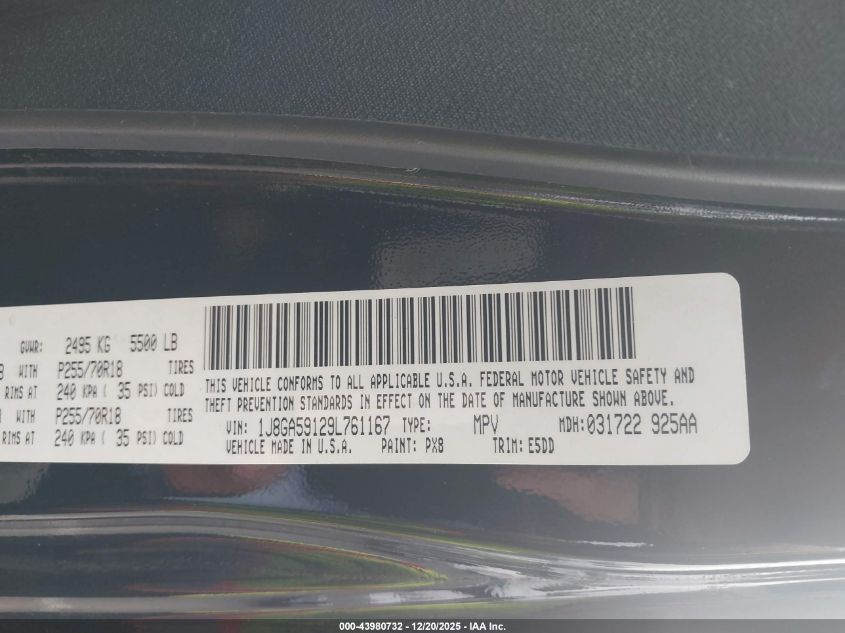 GVWR: 2495 KG 5500 LB
WITH P255/70R18 TIRES
RIMS AT 240 KPA ( 35 PSI) COLD
WITH P255/70R18 TIRES
RIMS AT 240 KPA ( 35 PSI) COLD
THIS VEHICLE CONFORMS TO ALL APPLICABLE U.S.A. FEDERAL MOTOR VEHICLE SAFETY AND
THEFT PREVENTION STANDARDS IN EFFECT ON THE DATE OF MANUFACTURE SHOWN ABOVE.
VIN: 1J8GA59129L761167 TYPE: MPV MDH: 031722 925AA
VEHICLE MADE IN U.S.A. PAINT: PX8 TRIM: E5DD
000-43980732 - 12/20/2025 - IAA Inc.